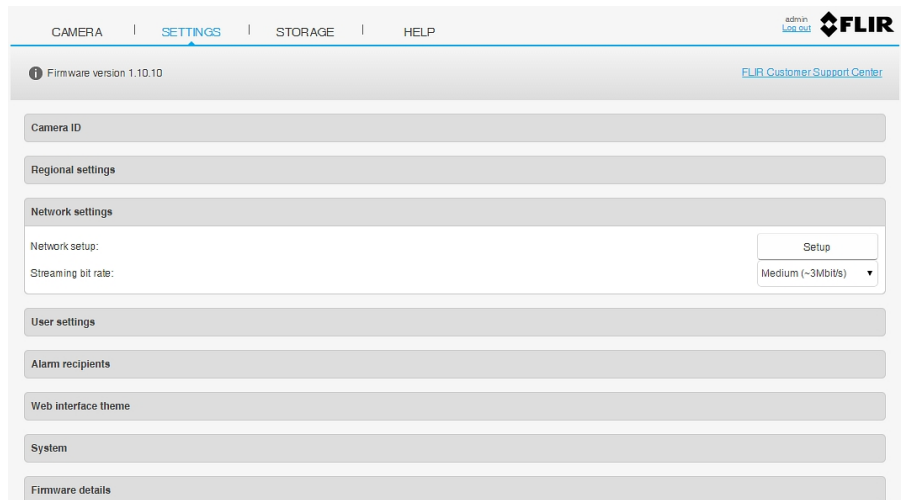 CAMERA | SETTINGS | STORAGE | HELP
admin
Log out
FLIR
Firmware version 1.10.10
FLIR Customer Support Center
Camera ID
Regional settings
Network settings
Network setup: Setup
Streaming bit rate: Medium (~3Mbit/s)
User settings
Alarm recipients
Web interface theme
System
Firmware details